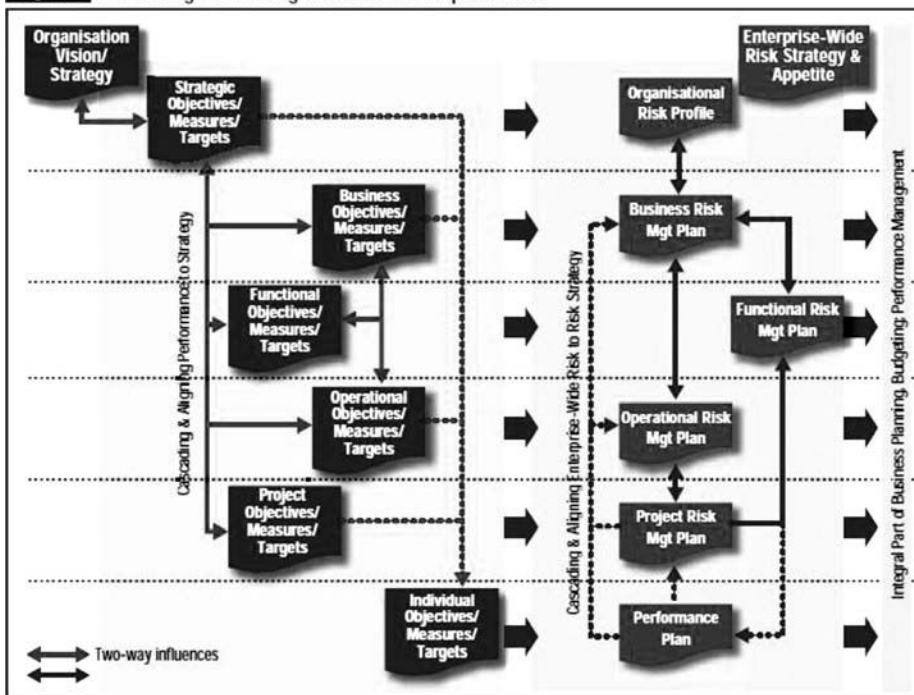 Organisation
Vision/
Strategy
Strategic
Objectives/
Measures/
Targets
Organisational
Risk Profile
Enterprise-Wide
Risk Strategy &
Appetite
Business
Objectives/
Measures/
Targets
Business Risk
Mgt Plan
Functional
Objectives/
Measures/
Targets
Functional Risk
Mgt Plan
Operational
Objectives/
Measures/
Targets
Operational Risk
Mgt Plan
Project
Objectives/
Measures/
Targets
Project Risk
Mgt Plan
Individual
Objectives/
Measures/
Targets
Performance
Plan
Cascading & Aligning Performance to Strategy
Cascading & Aligning Enterprise-Wide Risk to Risk Strategy
Integral Part of Business Planning; Budgeting; Performance Management
Two-way influences